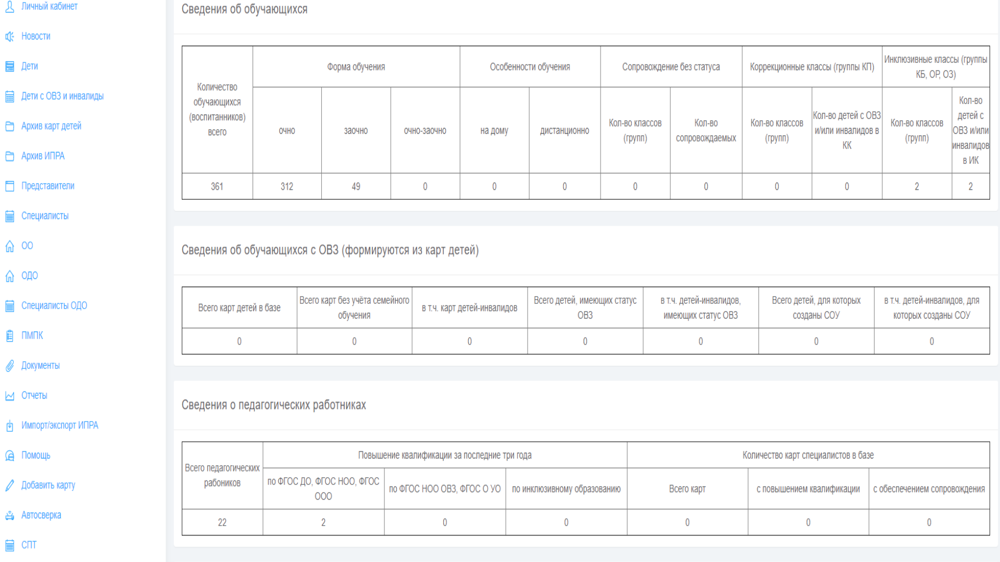 Личный кабинет
Новости
Дети
Дети с ОВЗ и инвалиды
Архив карт детей
Архив ИПРА
Представители
Специалисты
ОО
ОДО
Специалисты ОДО
ПМПК
Документы
Отчеты
Импорт/экспорт ИПРА
Помощь
Добавить карту
Автосверка
СПТ
Сведения об обучающихся
Количество
обучающихся
(воспитанников)
всего
Форма обучения
Особенности обучения
Сопровождение без статуса
Коррекционные классы (группы КП)
Инклюзивные классы (группы
КБ, ОР, ОЗ)
очно
заочно
очно-заочно
на дому
дистанционно
Кол-во классов
(групп)
Кол-во
сопровождаемых
Кол-во классов
(групп)
Кол-во детей с ОВЗ
и/или инвалидов в
КК
Кол-во классов
(групп)
Кол-во
детей с
ОВЗ и/или
инвалидов
в ИК
361 312 49 0 0 0 0 0 0 0 2 2
Сведения об обучающихся с ОВЗ (формируются из карт детей)
Всего карт детей в базе
Всего карт без учёта семейного
обучения
в т.ч. карт детей-инвалидов
Всего детей, имеющих статус
ОВЗ
в т.ч. детей-инвалидов,
имеющих статус ОВЗ
Всего детей, для которых
созданы СОУ
в т.ч. детей-инвалидов, для
которых созданы СОУ
0 0 0 0 0 0 0
Сведения о педагогических работниках
Всего педагогических
рабоников
Повышение квалификации за последние три года
Количество карт специалистов в базе
по ФГОС ДО, ФГОС НОО, ФГОС
ООО
по ФГОС НОО ОВЗ, ФГОС О УО
по инклюзивному образованию
Всего карт
с повышением квалификации
с обеспечением сопровождения
22 2 0 0 0 0 0